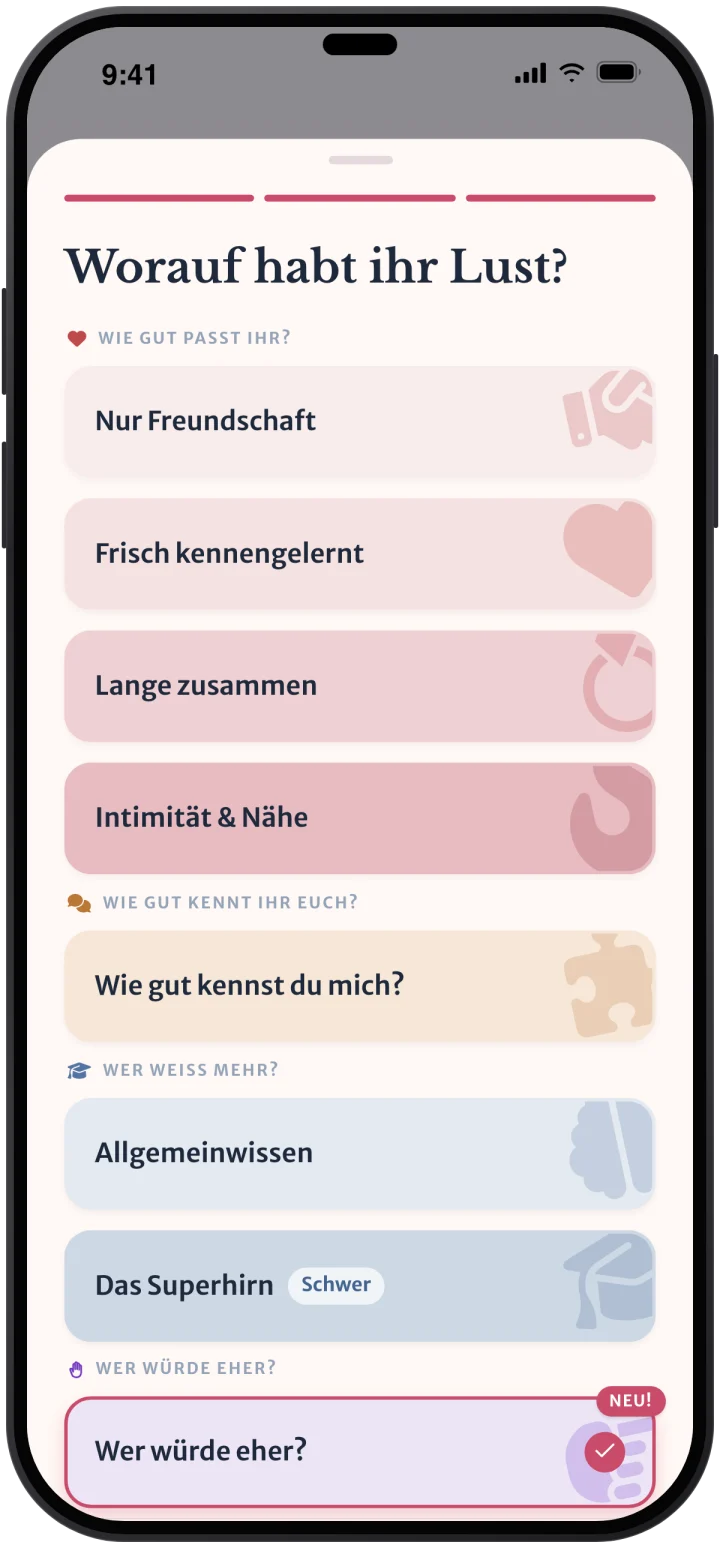 9:41
Worauf habt ihr Lust?
WIE GUT PASST IHR?
Nur Freundschaft
Frisch kennengelernt
Lange zusammen
Intimität & Nähe
WIE GUT KENNT IHR EUCH?
Wie gut kennst du mich?
WER WEISS MEHR?
Allgemeinwissen
Das Superhirn Schwer
WER WÜRDE EHER?
NEU!
Wer würde eher?